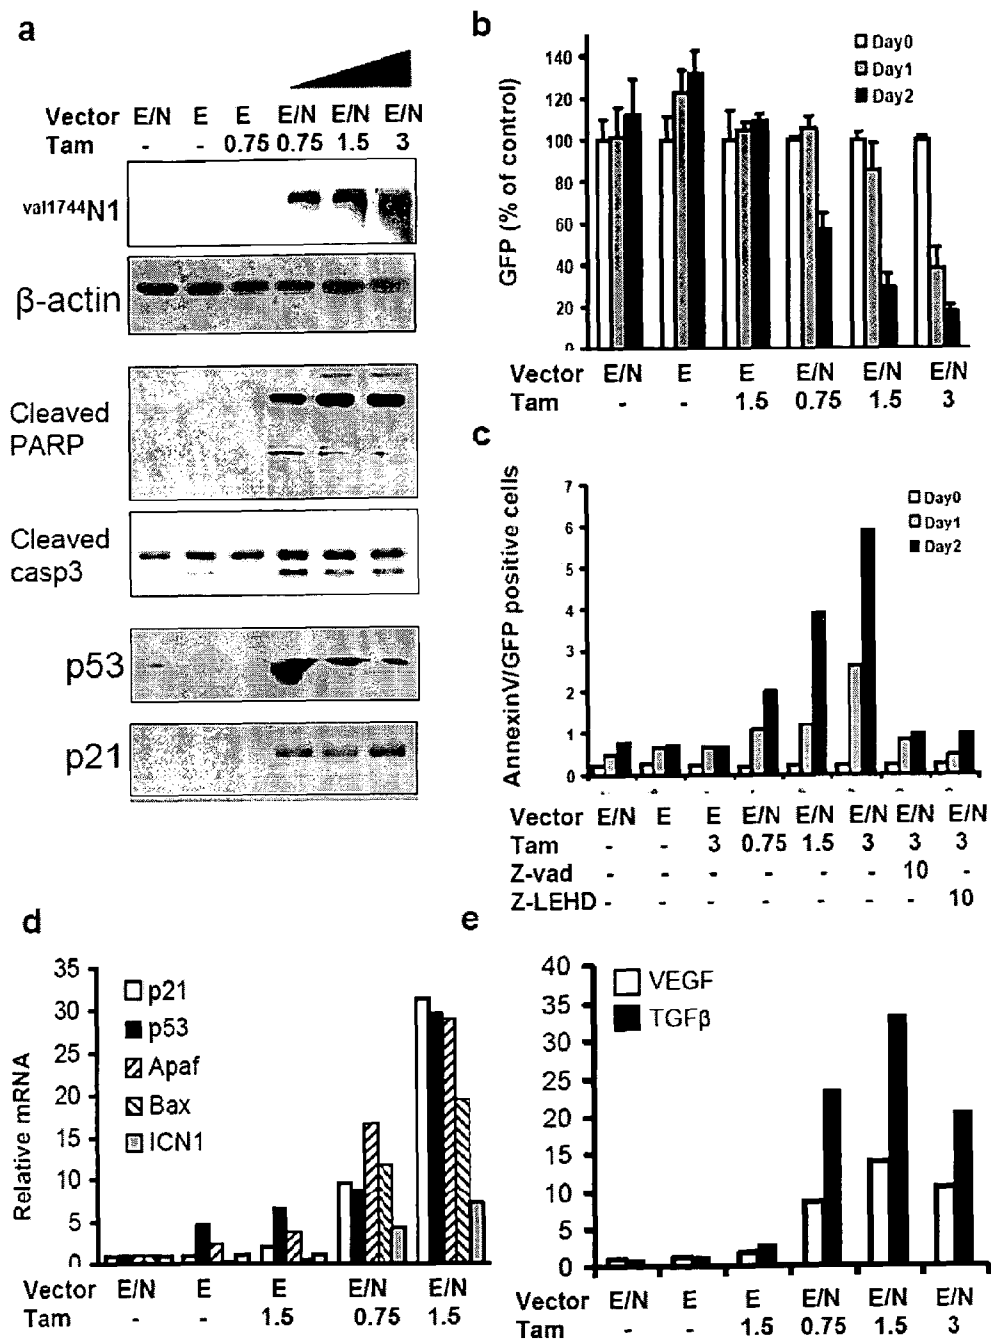 a
Vector E/N E E E/N E/N E/N
Tam - - 0.75 0.75 1.5 3
val1744N1
β-actin
Cleaved
PARP
Cleaved
casp3
p53
p21
b
GFP (% of control)
140
120
100
80
60
40
20
0
Day0
Day1
Day2
Vector E/N E E E/N E/N E/N
Tam - - 1.5 0.75 1.5 3
c
AnnexinV/GFP positive cells
7
6
5
4
3
2
1
0
Day0
Day1
Day2
Vector E/N E E E/N E/N E/N E/N E/N
Tam - - 3 0.75 1.5 3 3 3
Z-vad - - - - - - 10 -
Z-LEHD - - - - - - - 10
d
Relative mRNA
35
30
25
20
15
10
5
0
p21
p53
Apaf
Bax
ICN1
Vector E/N E E E/N E/N
Tam - - 1.5 0.75 1.5
e
40
35
30
25
20
15
10
5
0
VEGF
TGFβ
Vector E/N E E E/N E/N E/N
Tam - - 1.5 0.75 1.5 3